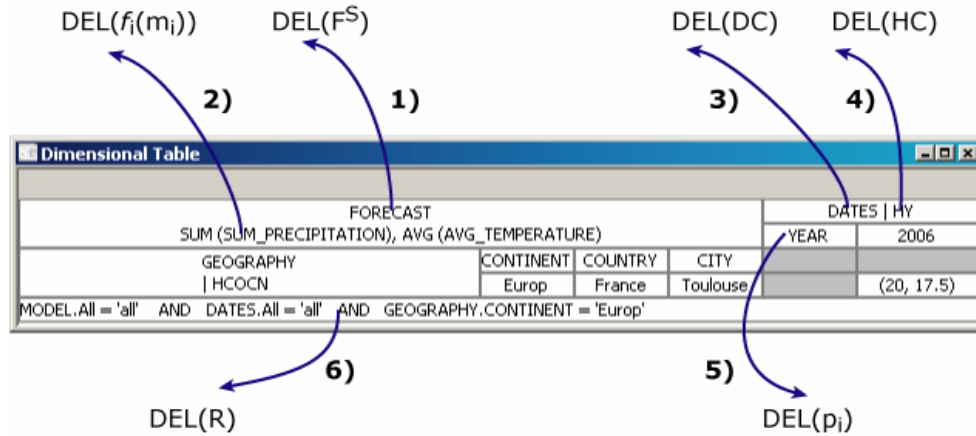 DEL(fi(mi)) DEL(F^S) DEL(DC) DEL(HC)
2) 1) 3) 4)
Dimensional Table
FORECAST DATES | HY
SUM (SUM_PRECIPITATION), AVG (AVG_TEMPERATURE) YEAR 2006
GEOGRAPHY CONTINENT COUNTRY CITY
| HCOCN Europ France Toulouse (20, 17.5)
MODEL.All = 'all' AND DATES.All = 'all' AND GEOGRAPHY.CONTINENT = 'Europ'
6) 5)
DEL(R) DEL(pi)